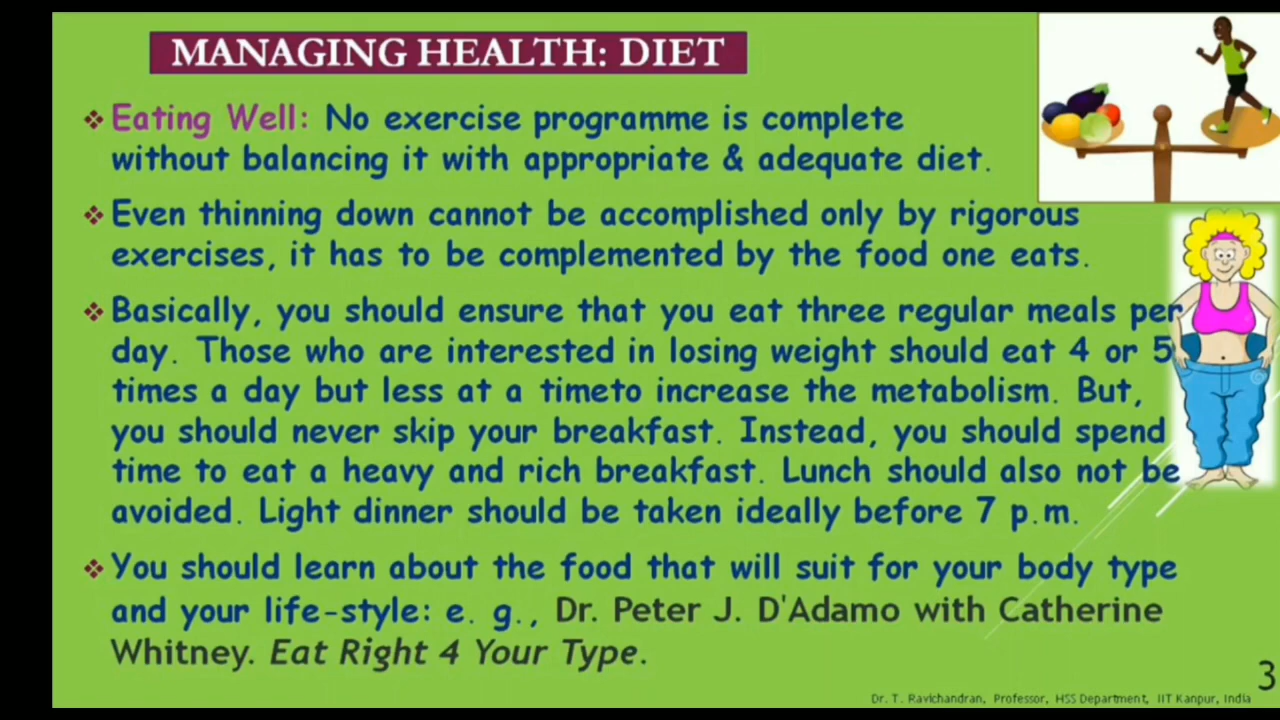 MANAGING HEALTH: DIET
❖ Eating Well: No exercise programme is complete
without balancing it with appropriate & adequate diet.
❖ Even thinning down cannot be accomplished only by rigorous
exercises, it has to be complemented by the food one eats.
❖ Basically, you should ensure that you eat three regular meals per
day. Those who are interested in losing weight should eat 4 or 5
times a day but less at a timeto increase the metabolism. But,
you should never skip your breakfast. Instead, you should spend
time to eat a heavy and rich breakfast. Lunch should also not be
avoided. Light dinner should be taken ideally before 7 p.m.
❖ You should learn about the food that will suit for your body type
and your life-style: e. g., Dr. Peter J. D'Adamo with Catherine
Whitney. Eat Right 4 Your Type.
3
Dr. T. Ravichandran, Professor, HSS Department, IIT Kanpur, India